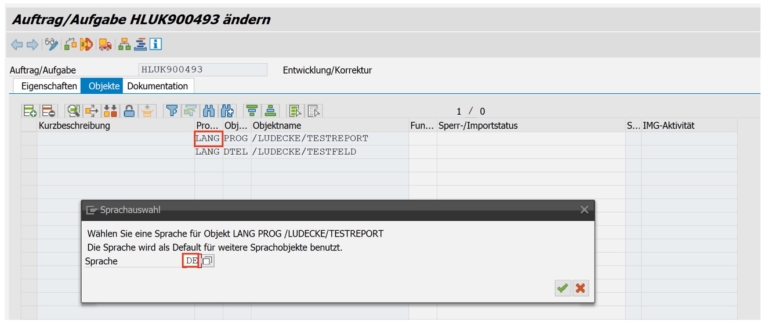 Auftrag/Aufgabe HLUK900493 ändern
Auftrag/Aufgabe HLUK900493 Entwicklung/Korrektur
Eigenschaften Objekte Dokumentation
1 / 0
Kurzbeschreibung Pro... Obj... Objektname Fun... Sperr-/Importstatus S... IMG-Aktivität
LANG PROG /LUDECKE/TESTREPORT
LANG DTEL /LUDECKE/TESTFELD
Sprachauswahl
Wählen Sie eine Sprache für Objekt LANG PROG /LUDECKE/TESTREPORT
Die Sprache wird als Default für weitere Sprachobjekte benutzt.
Sprache DE